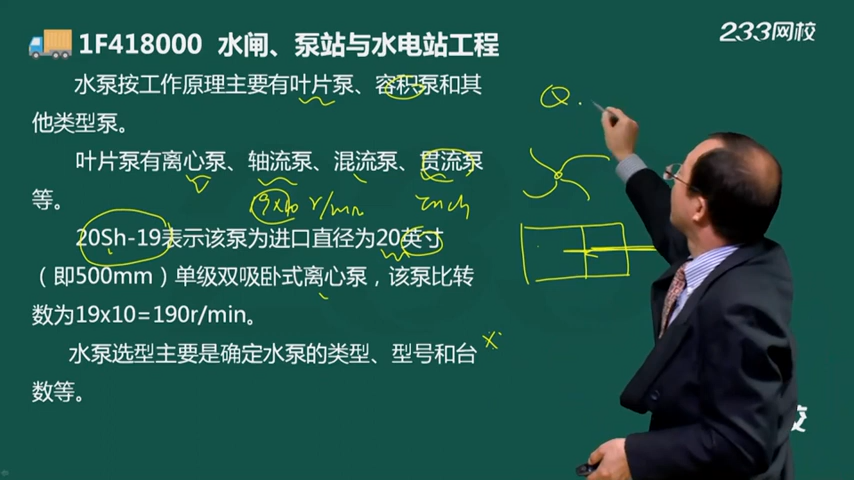 1F418000 水闸、泵站与水电站工程
233网校
水泵按工作原理主要有叶片泵、容积泵和其
他类型泵。
叶片泵有离心泵、轴流泵、混流泵、贯流泵
等。
r/min
inch
20Sh-19表示该泵为进口直径为20英寸
（即500mm）单级双吸卧式离心泵，该泵比转
数为19x10=190r/min。
水泵选型主要是确定水泵的类型、型号和台
数等。
Q.
校